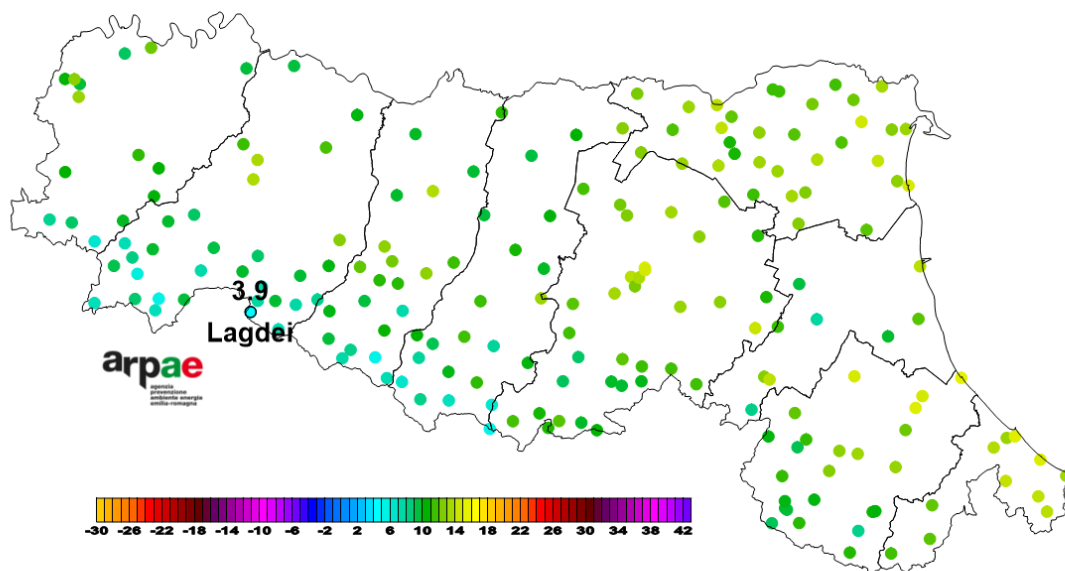 3.9
Lagdei
arpae
agenzia
prevenzione
ambiente energia
emilia-romagna
-30 -26 -22 -18 -14 -10 -6 -2 2 6 10 14 18 22 26 30 34 38 42